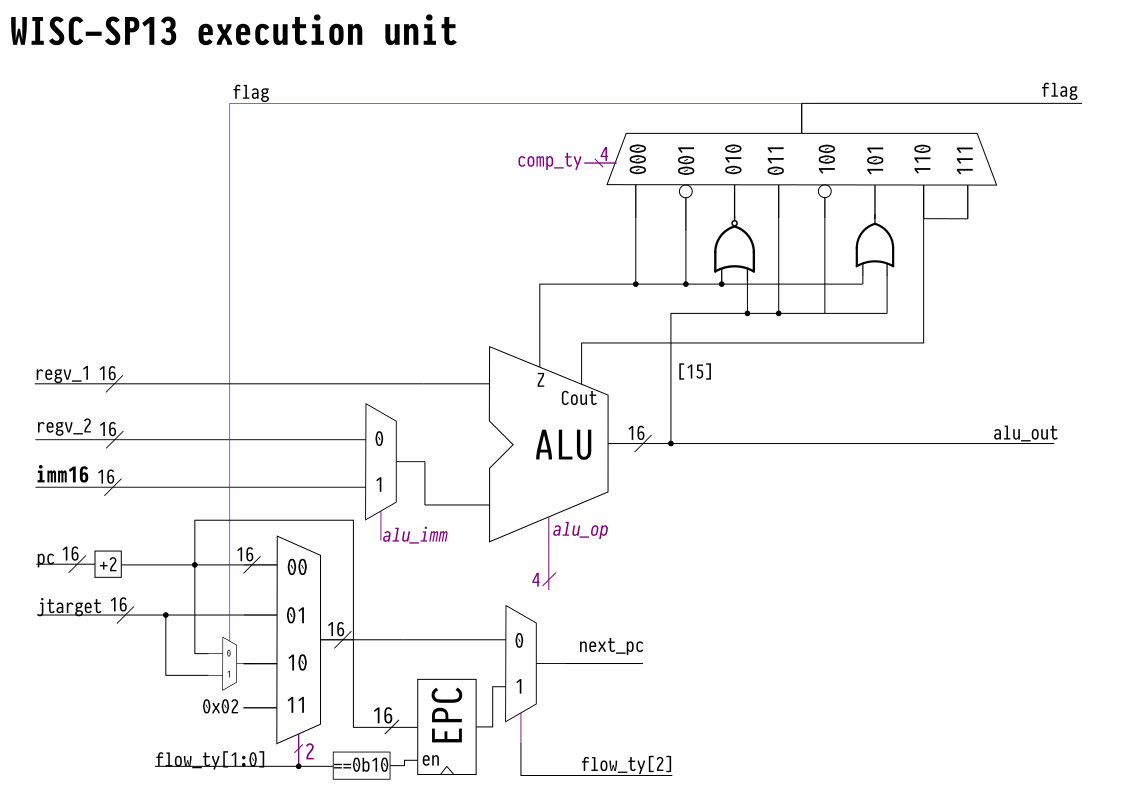 WISC-SP13 execution unit
flag
flag
comp_ty 4
000 001 010 011 100 101 110 111
regv_1 16
Z
Cout
[15]
regv_2 16
0
ALU
16
alu_out
imm16 16
1
alu_imm
alu_op
4
pc 16
+2
16
00
jtarget 16
01
16
0
next_pc
0
1
10
1
0x02
11
16
EPC
en
flow_ty[1:0]
2
==0b10
flow_ty[2]